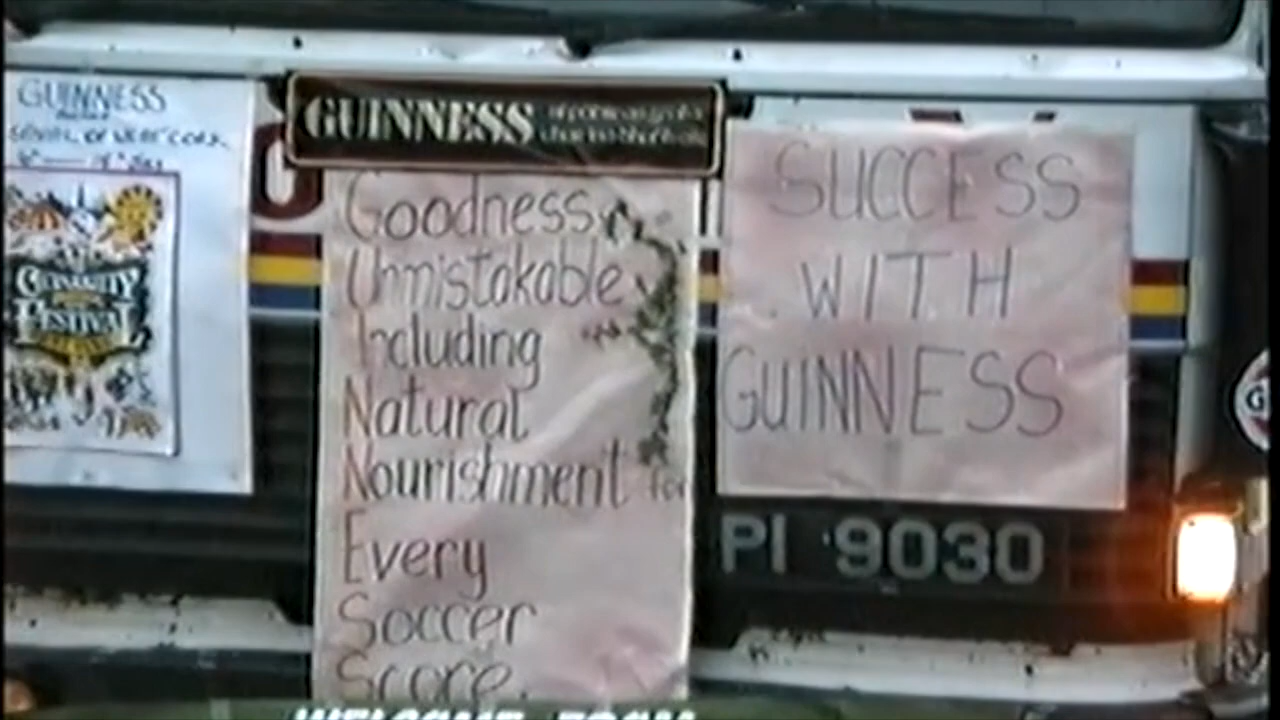 GUINNESS
GUINNESS
FESTIVAL
Goodness
Unmistakable
Including
Natural
Nourishment for
Every
Soccer
Score.
SUCCESS
WITH
GUINNESS
PI 9030
G